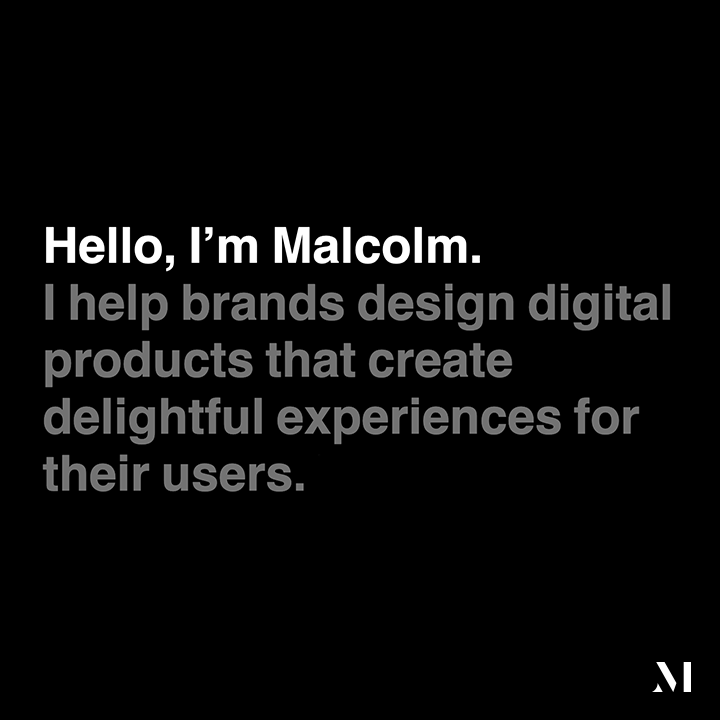 Hello, I’m Malcolm.
I help brands design digital
products that create
delightful experiences for
their users.
M